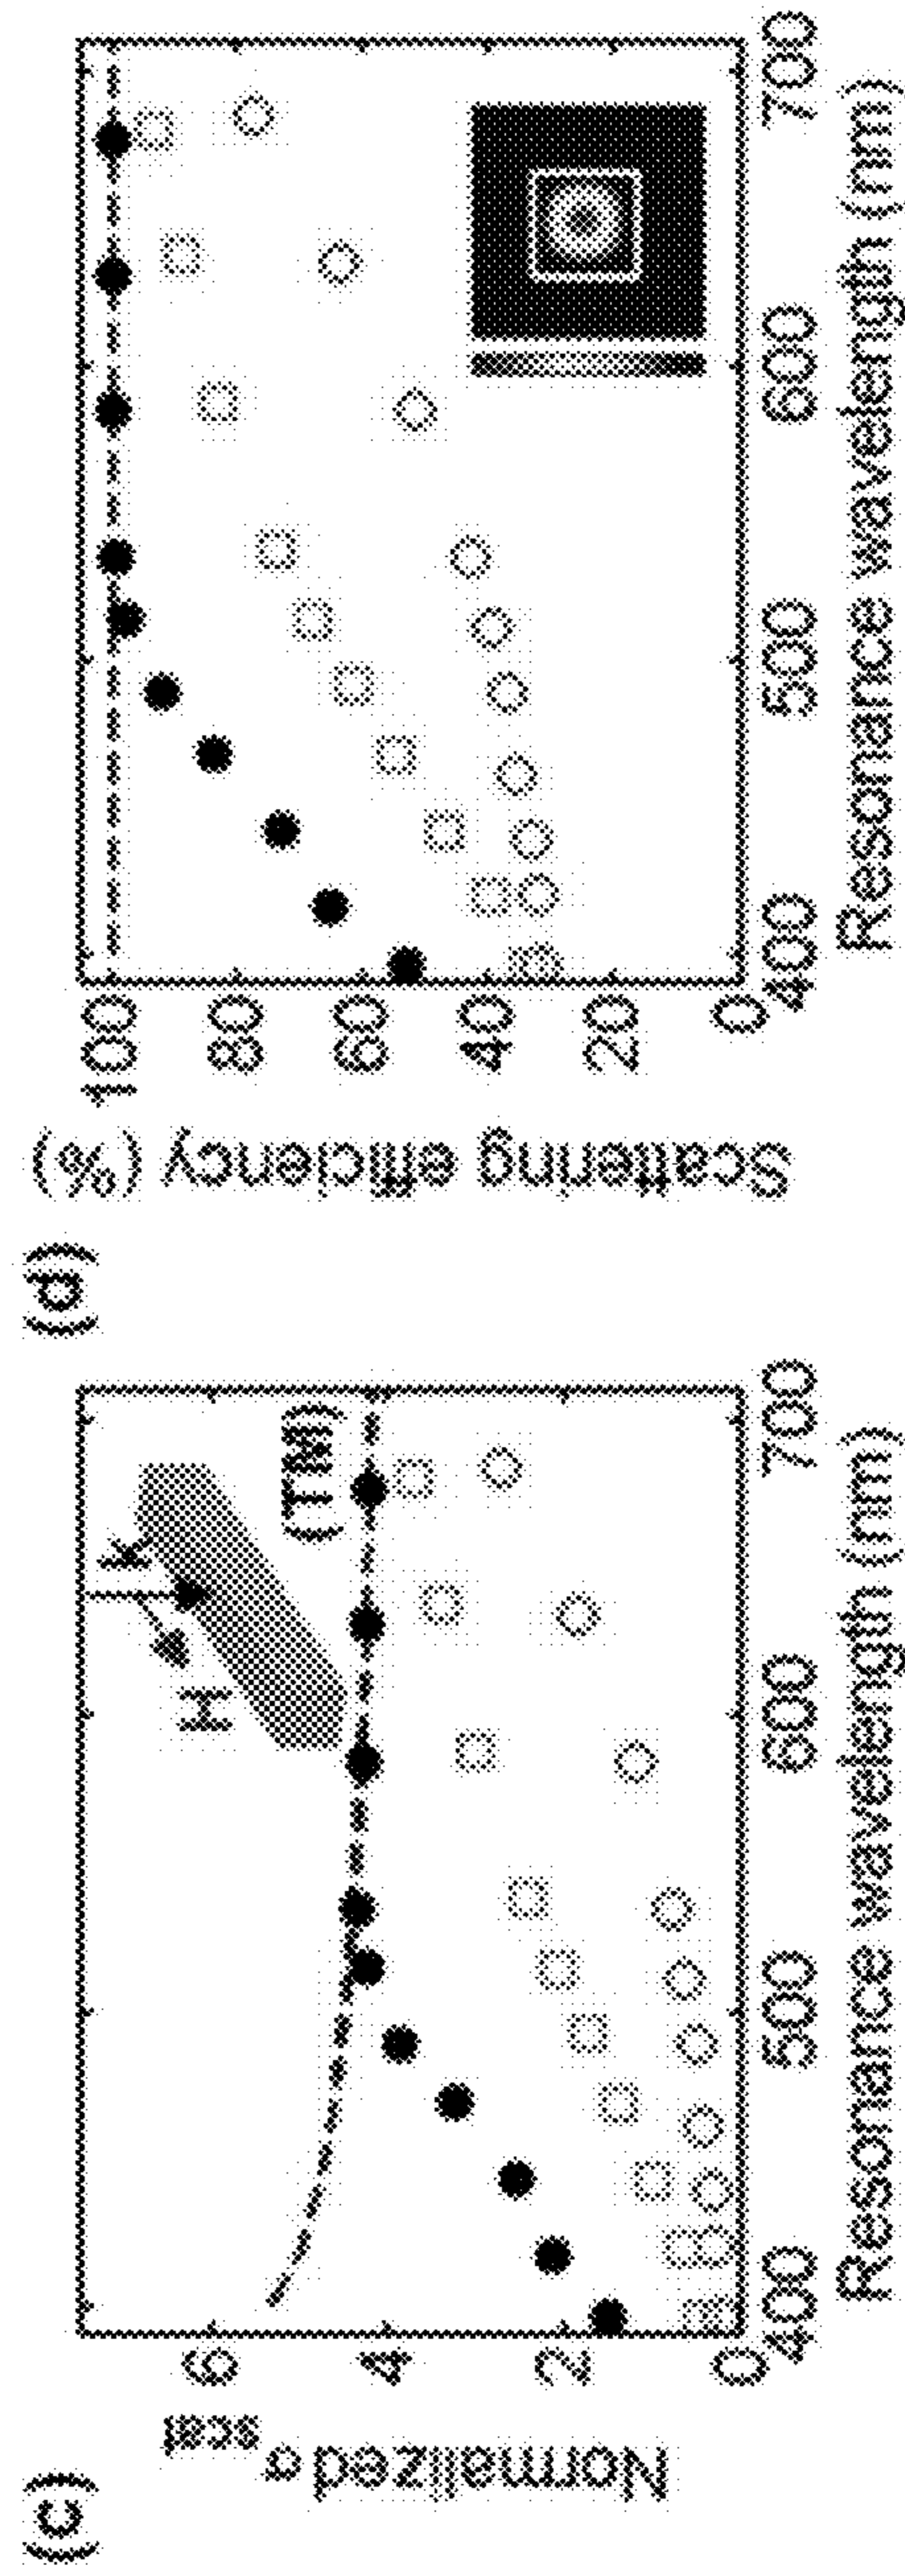 (c)
Normalized σ scat
6
4
2
0
400
500
600
700
Resonance wavelength (nm)
H
k
(TM)
(d)
Scattering efficiency (%)
100
80
60
40
20
0
400
500
600
700
Resonance wavelength (nm)